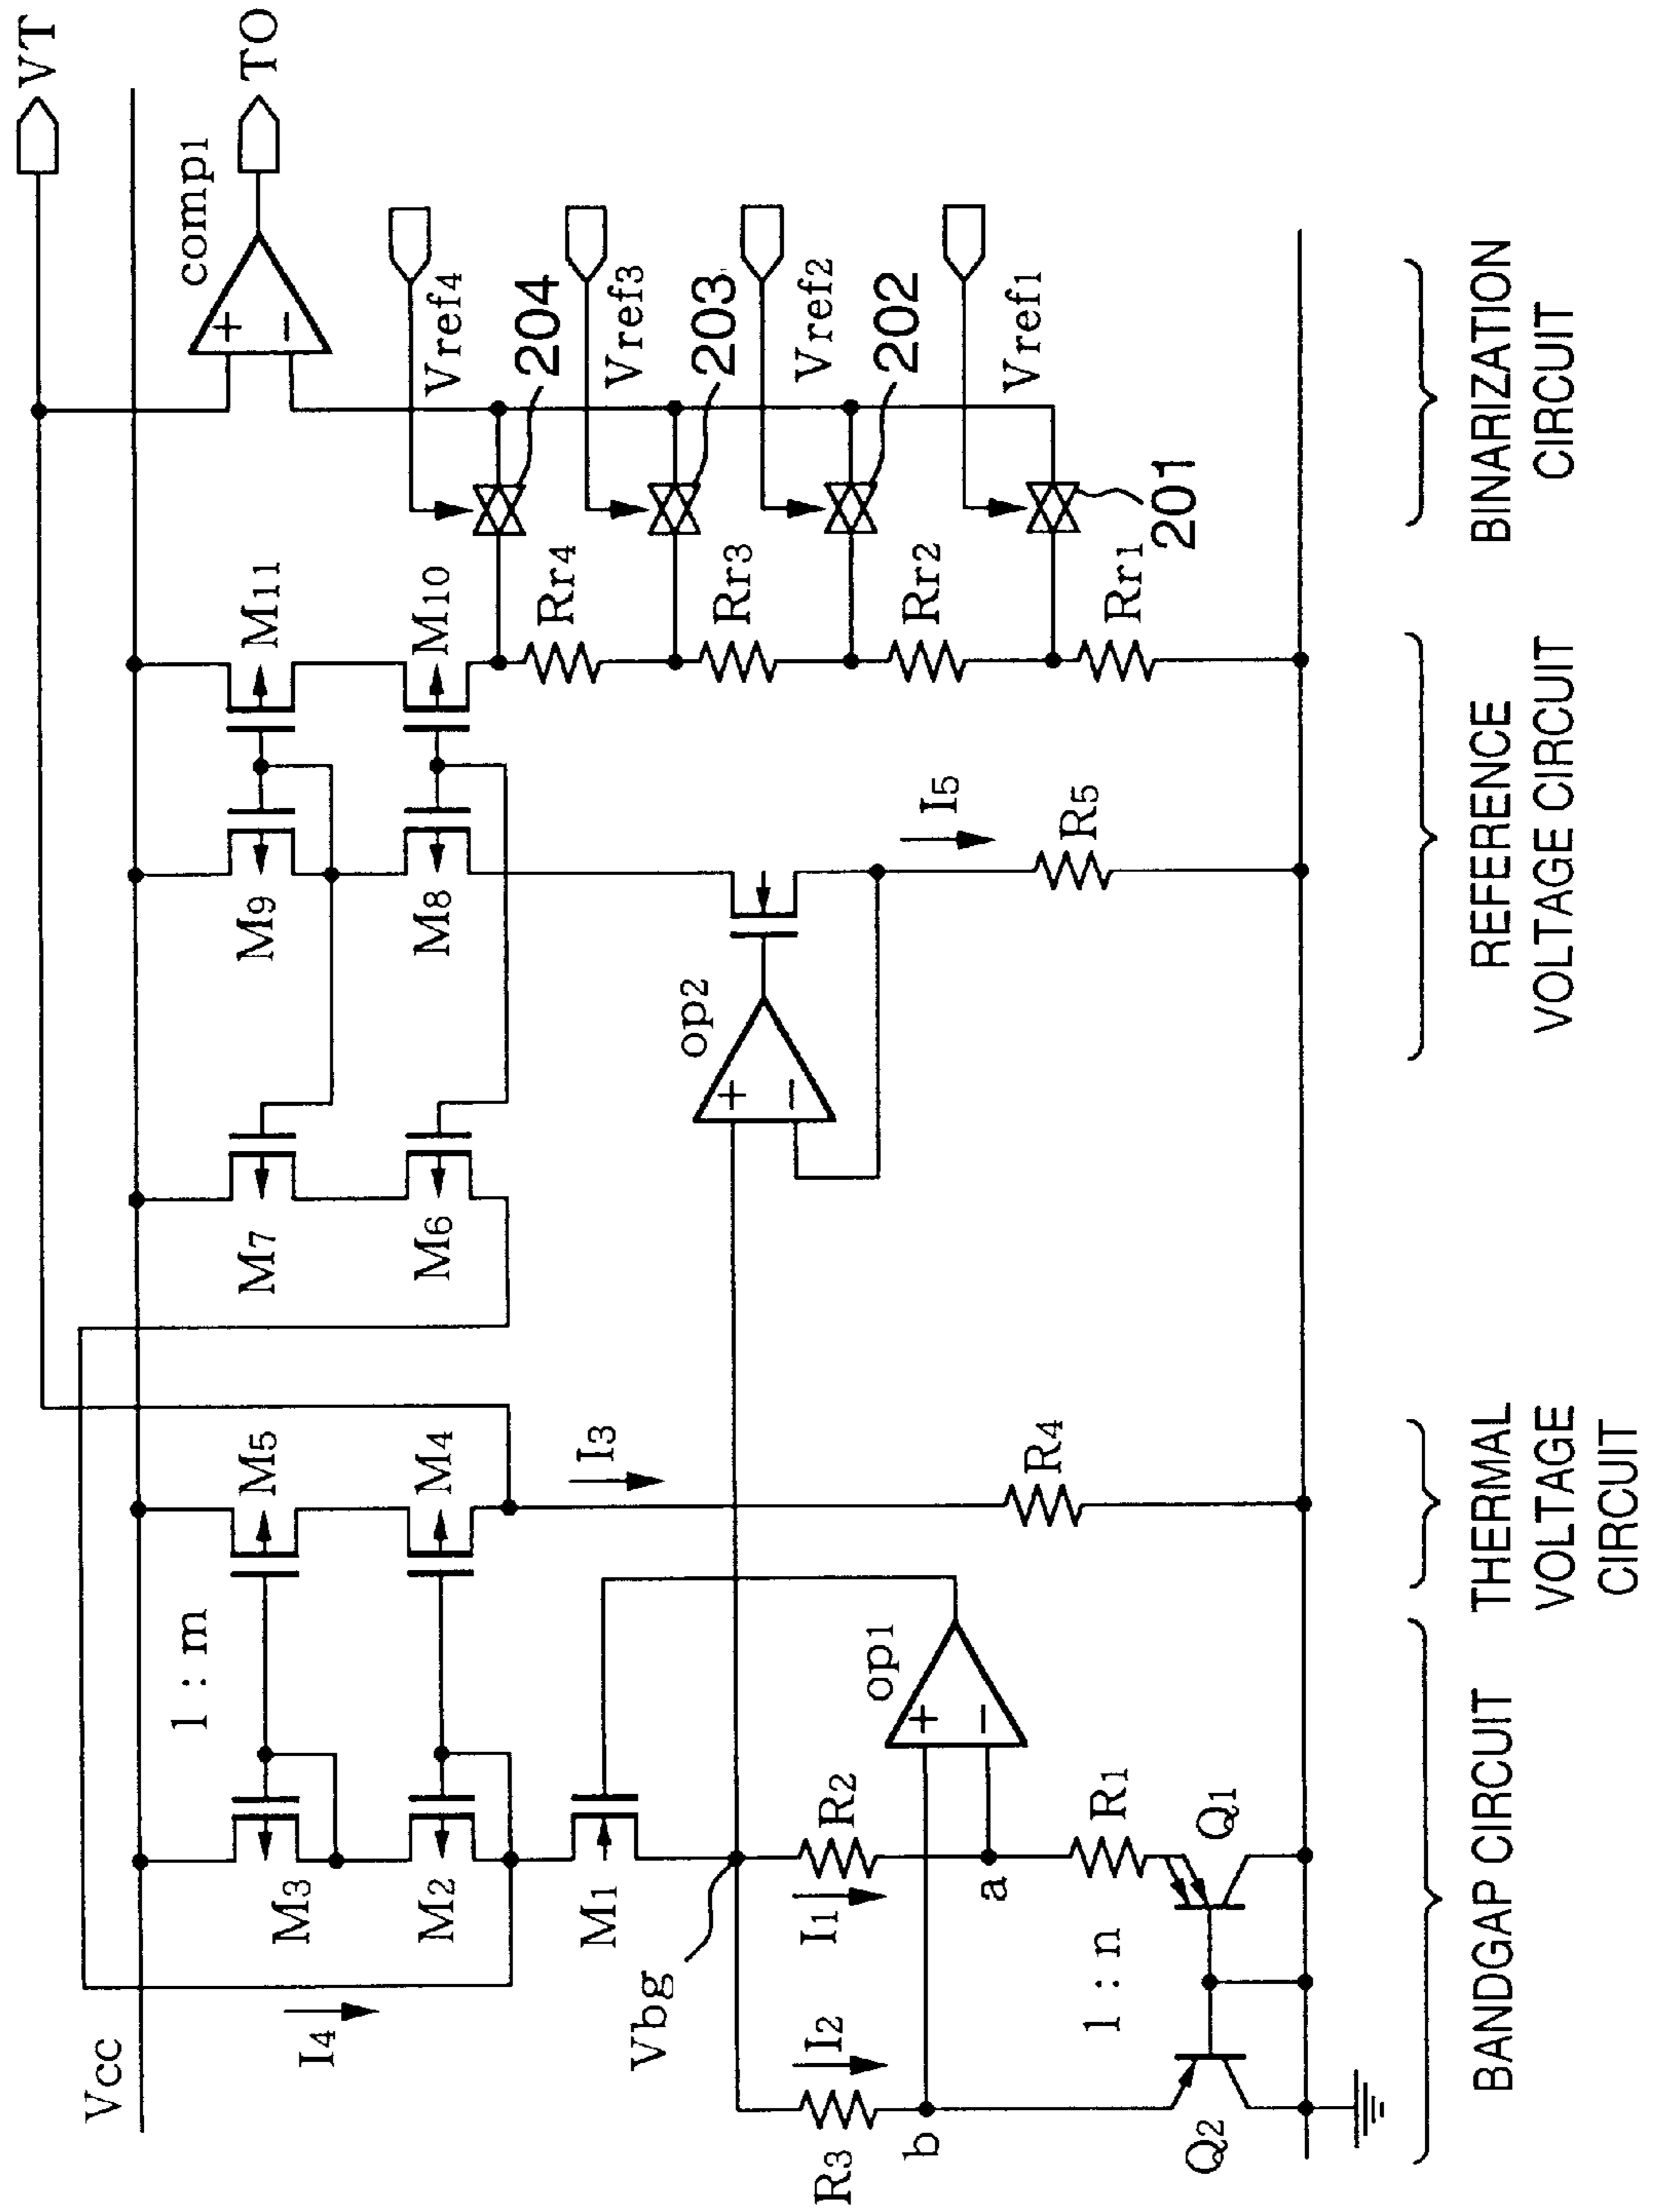 VT
TO
comp1
Vcc
I4
M3
M2
M1
1 : m
M5
M4
I3
M7
M6
M9
M8
M11
M10
Vref4
204
Vref3
203
Vref2
202
Vref1
201
Rr4
Rr3
Rr2
Rr1
+
−
Vbg
R3
I2
I1
R2
b
a
op1
+
−
R1
Q2
1 : n
Q1
R4
op2
+
−
I5
R5
BANDGAP CIRCUIT
THERMAL
VOLTAGE
CIRCUIT
REFERENCE
VOLTAGE CIRCUIT
BINARIZATION
CIRCUIT